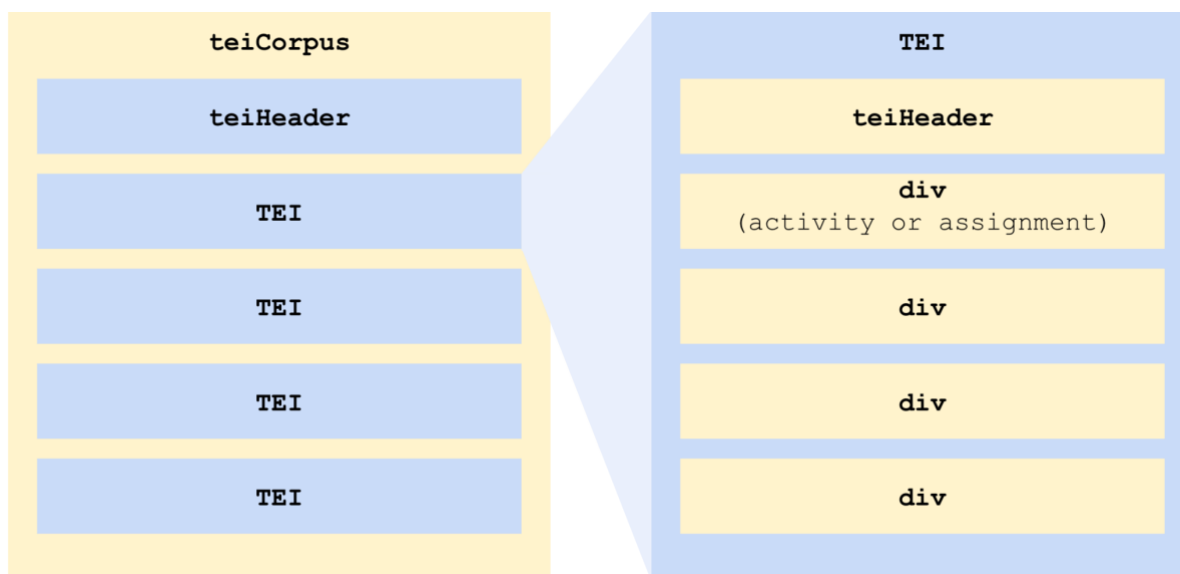 teiCorpus
teiHeader
TEI
TEI
TEI
TEI
TEI
teiHeader
div
(activity or assignment)
div
div
div